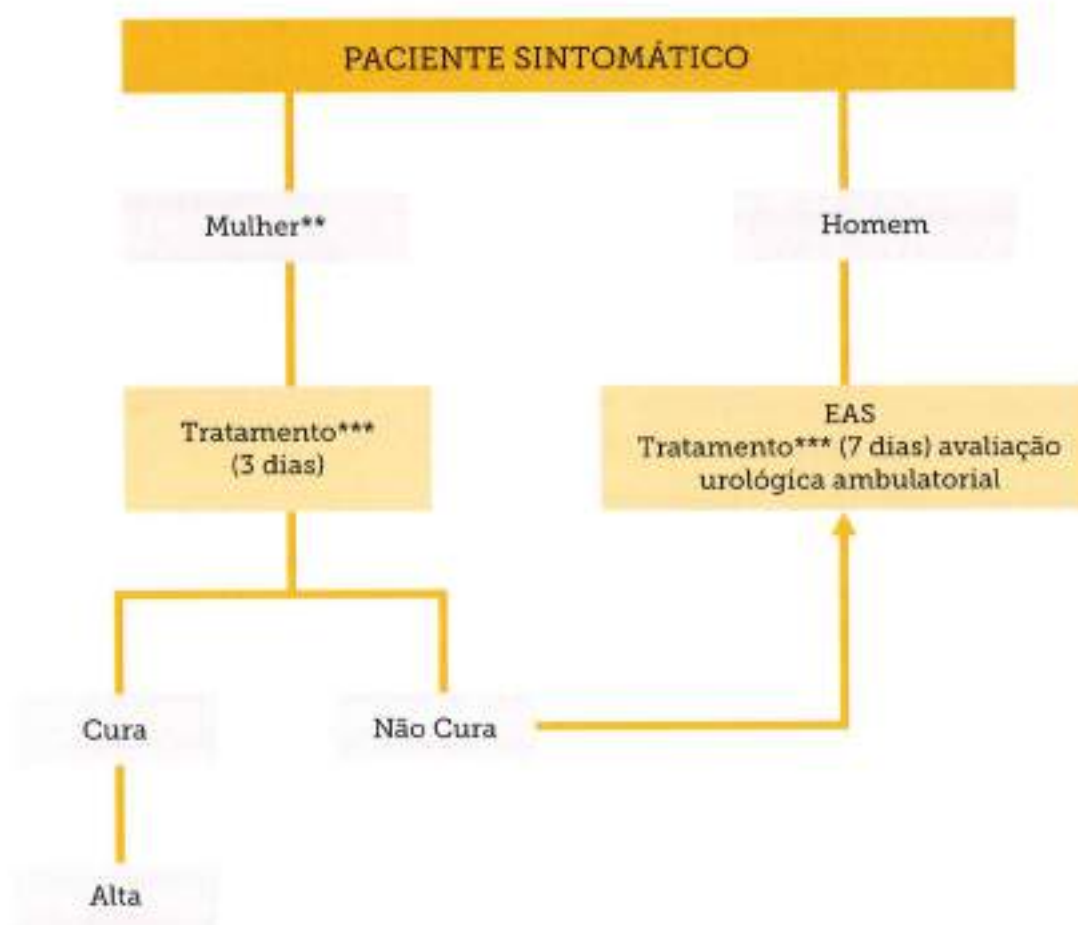 PACIENTE SINTOMÁTICO
Mulher**
Homem
Tratamento***
(3 dias)
EAS
Tratamento*** (7 dias) avaliação
urológica ambulatorial
Cura
Não Cura
Alta